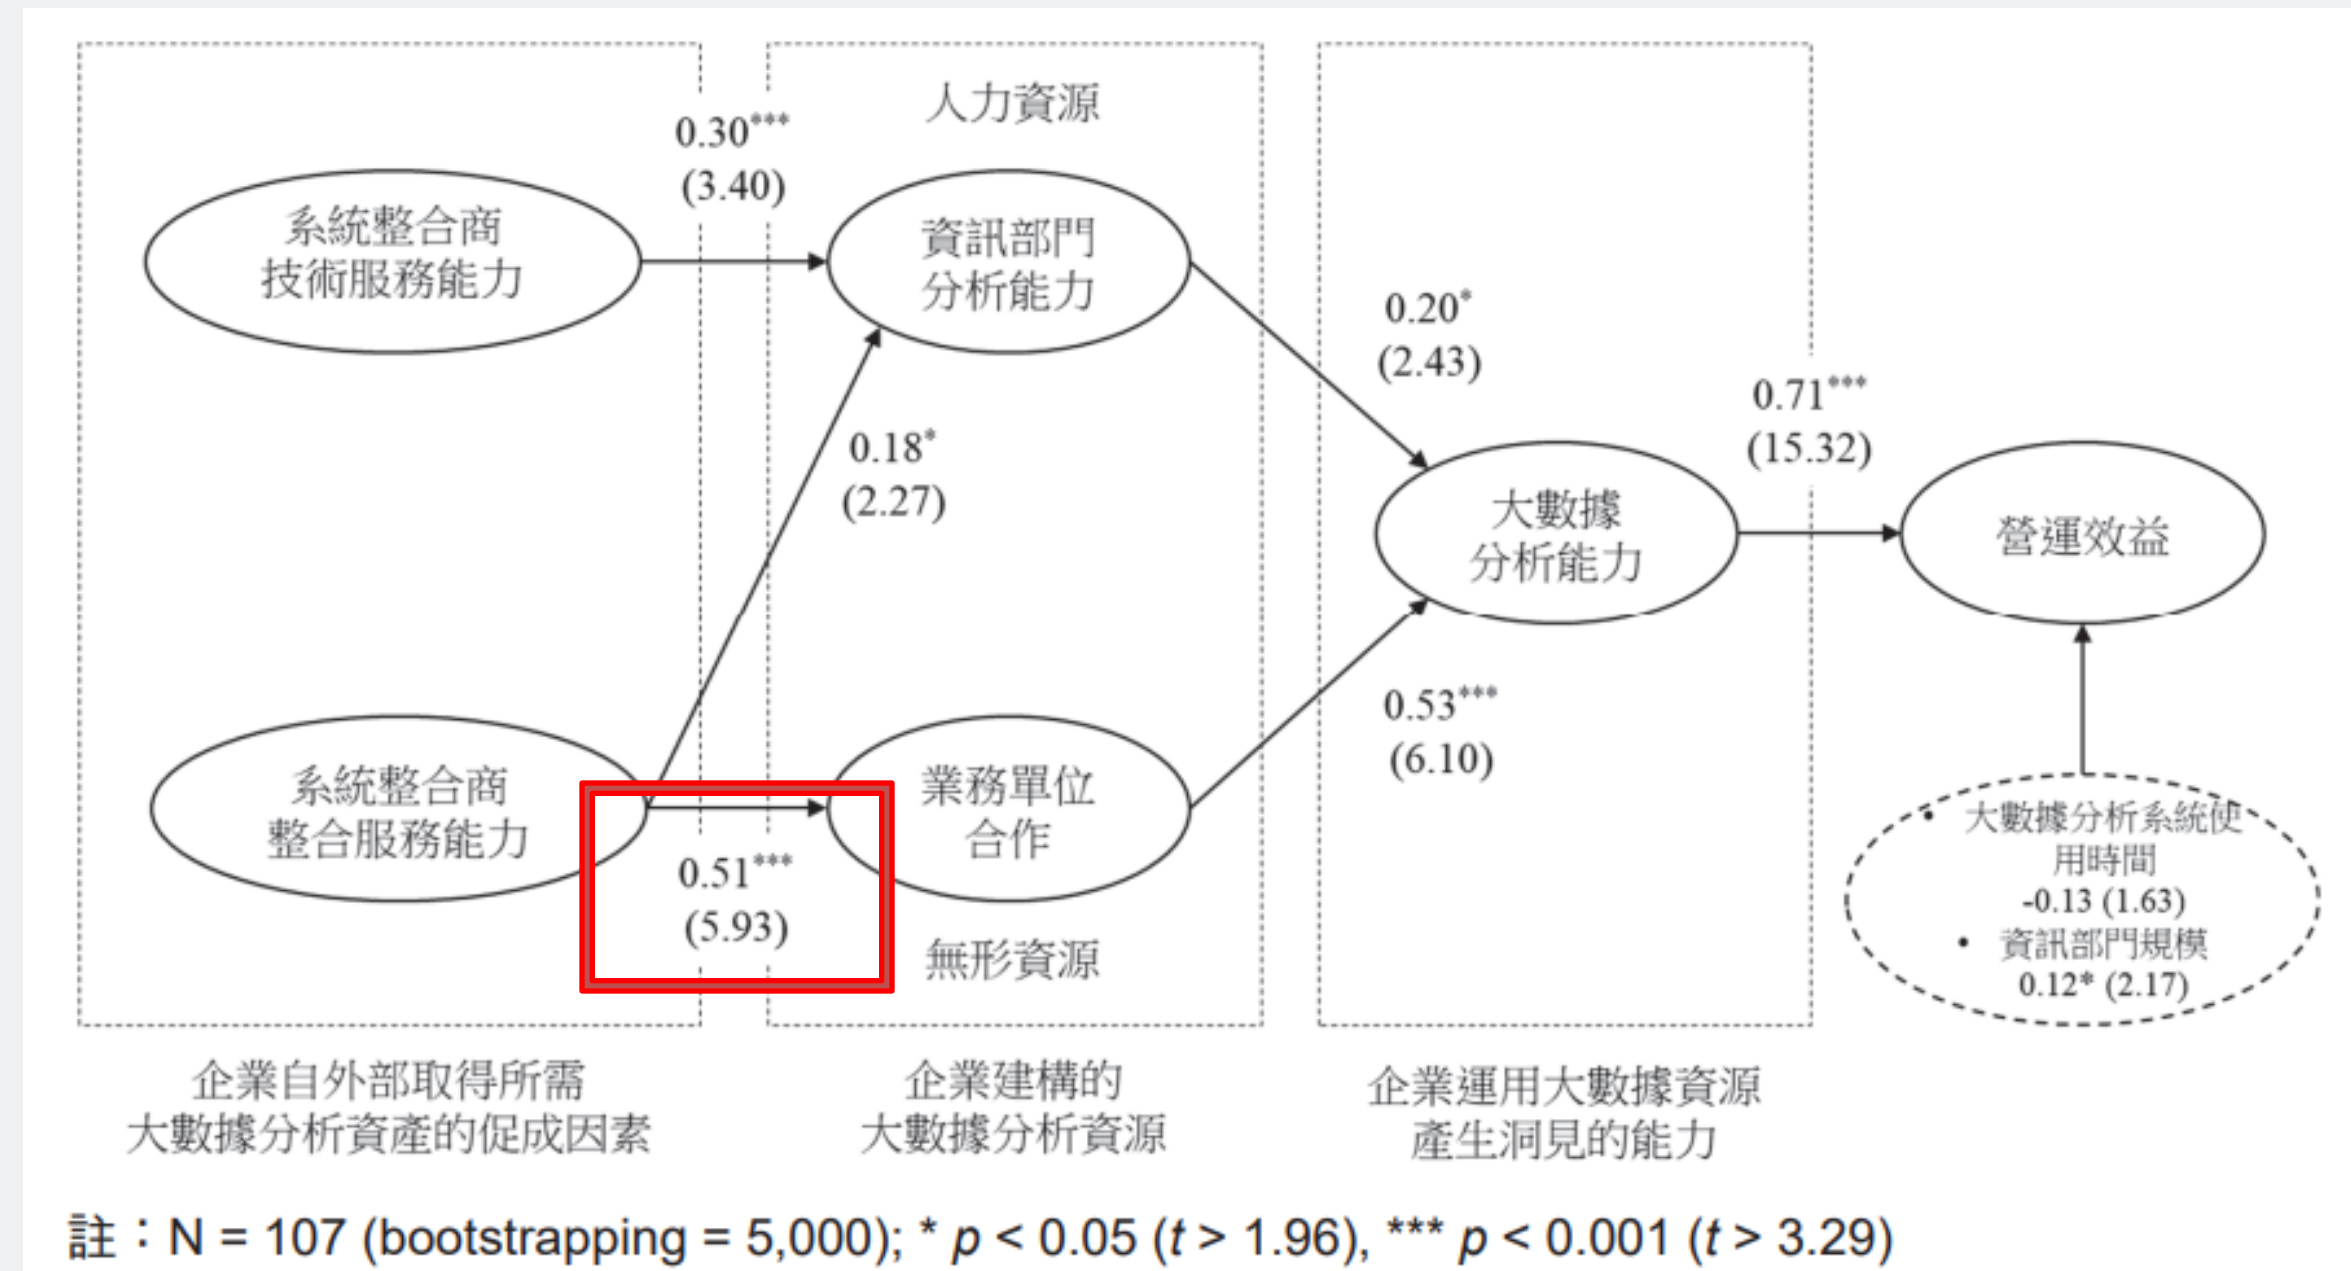 人力資源
0.30***
(3.40)
系統整合商
技術服務能力
資訊部門
分析能力
0.20*
(2.43)
0.18*
(2.27)
0.71***
(15.32)
大數據
分析能力
營運效益
0.53***
(6.10)
系統整合商
整合服務能力
0.51***
(5.93)
業務單位
合作
無形資源
• 大數據分析系統使
用時間
-0.13 (1.63)
• 資訊部門規模
0.12* (2.17)
企業自外部取得所需
大數據分析資產的促成因素
企業建構的
大數據分析資源
企業運用大數據資源
產生洞見的能力
註：N = 107 (bootstrapping = 5,000); * p < 0.05 (t > 1.96), *** p < 0.001 (t > 3.29)